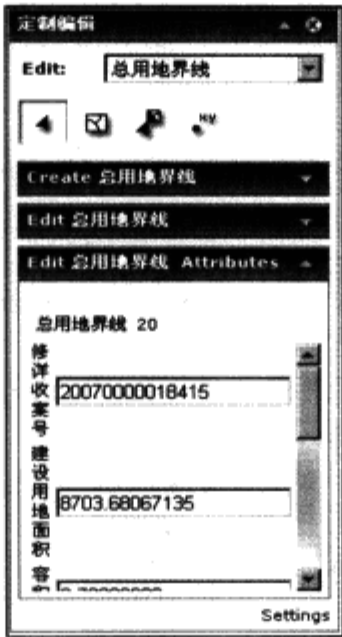 定制编辑
Edit: 总用地界线
Create 总用地界线
Edit 总用地界线
Edit 总用地界线 Attributes
总用地界线 20
修详收案号
20070000018415
建设用地面积
8703.68067135
Settings